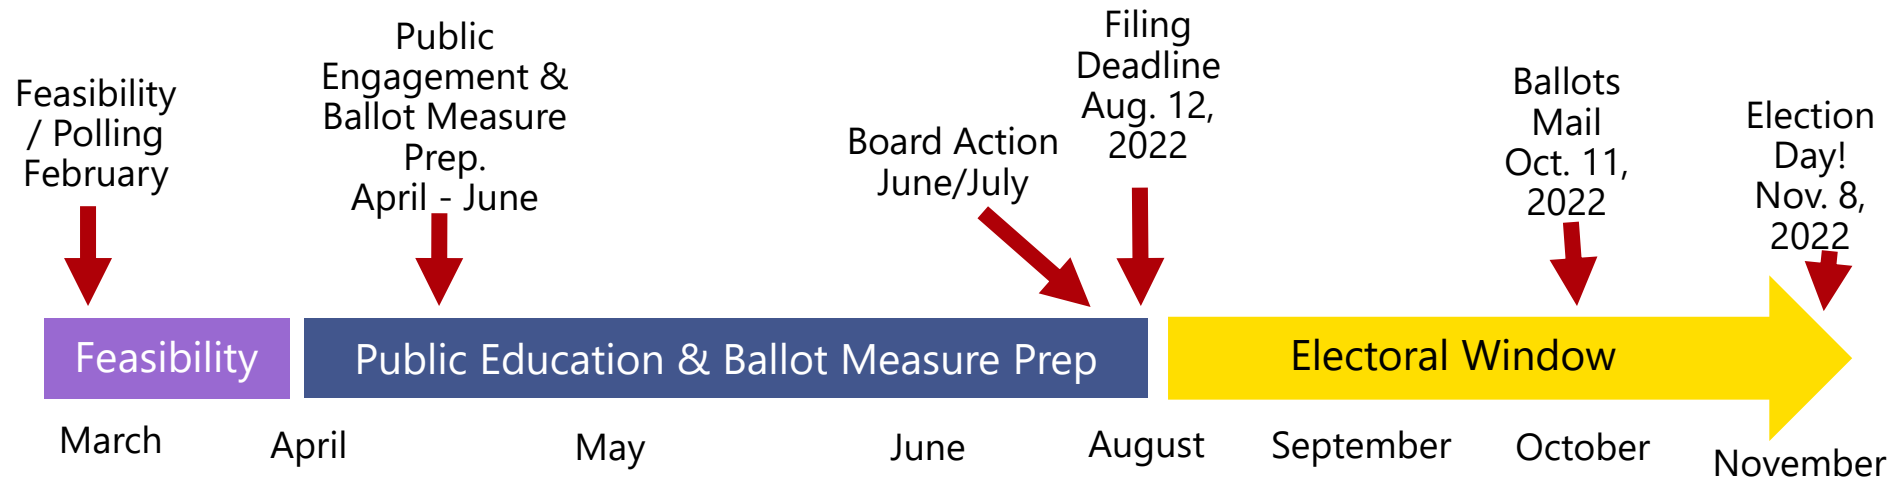 Feasibility
/ Polling
February
Public
Engagement &
Ballot Measure
Prep.
April - June
Board Action
June/July
Filing
Deadline
Aug. 12,
2022
Ballots
Mail
Oct. 11,
2022
Election
Day!
Nov. 8,
2022
Feasibility
Public Education & Ballot Measure Prep
Electoral Window
March
April
May
June
August
September
October
November